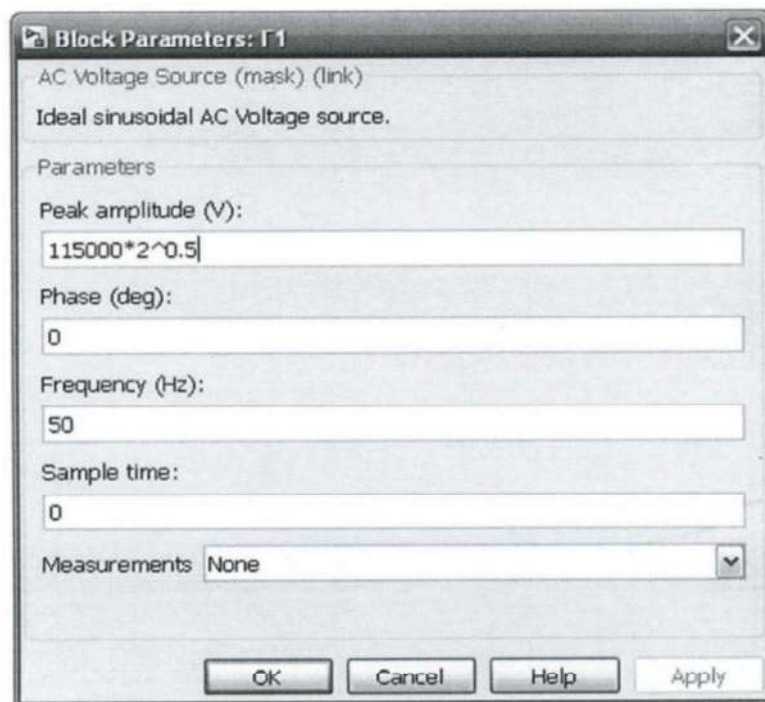 Block Parameters: Г1
AC Voltage Source (mask) (link)
Ideal sinusoidal AC Voltage source.
Parameters
Peak amplitude (V):
115000*2^0.5
Phase (deg):
0
Frequency (Hz):
50
Sample time:
0
Measurements None
OK Cancel Help Apply